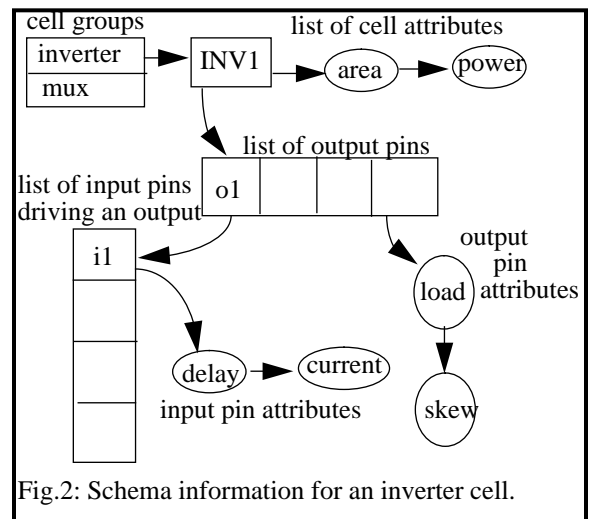 cell groups
list of cell attributes
inverter
mux
INV1
area
power
list of output pins
list of input pins
driving an output
o1
i1
output
pin
attributes
load
skew
delay
current
input pin attributes
Fig.2: Schema information for an inverter cell.